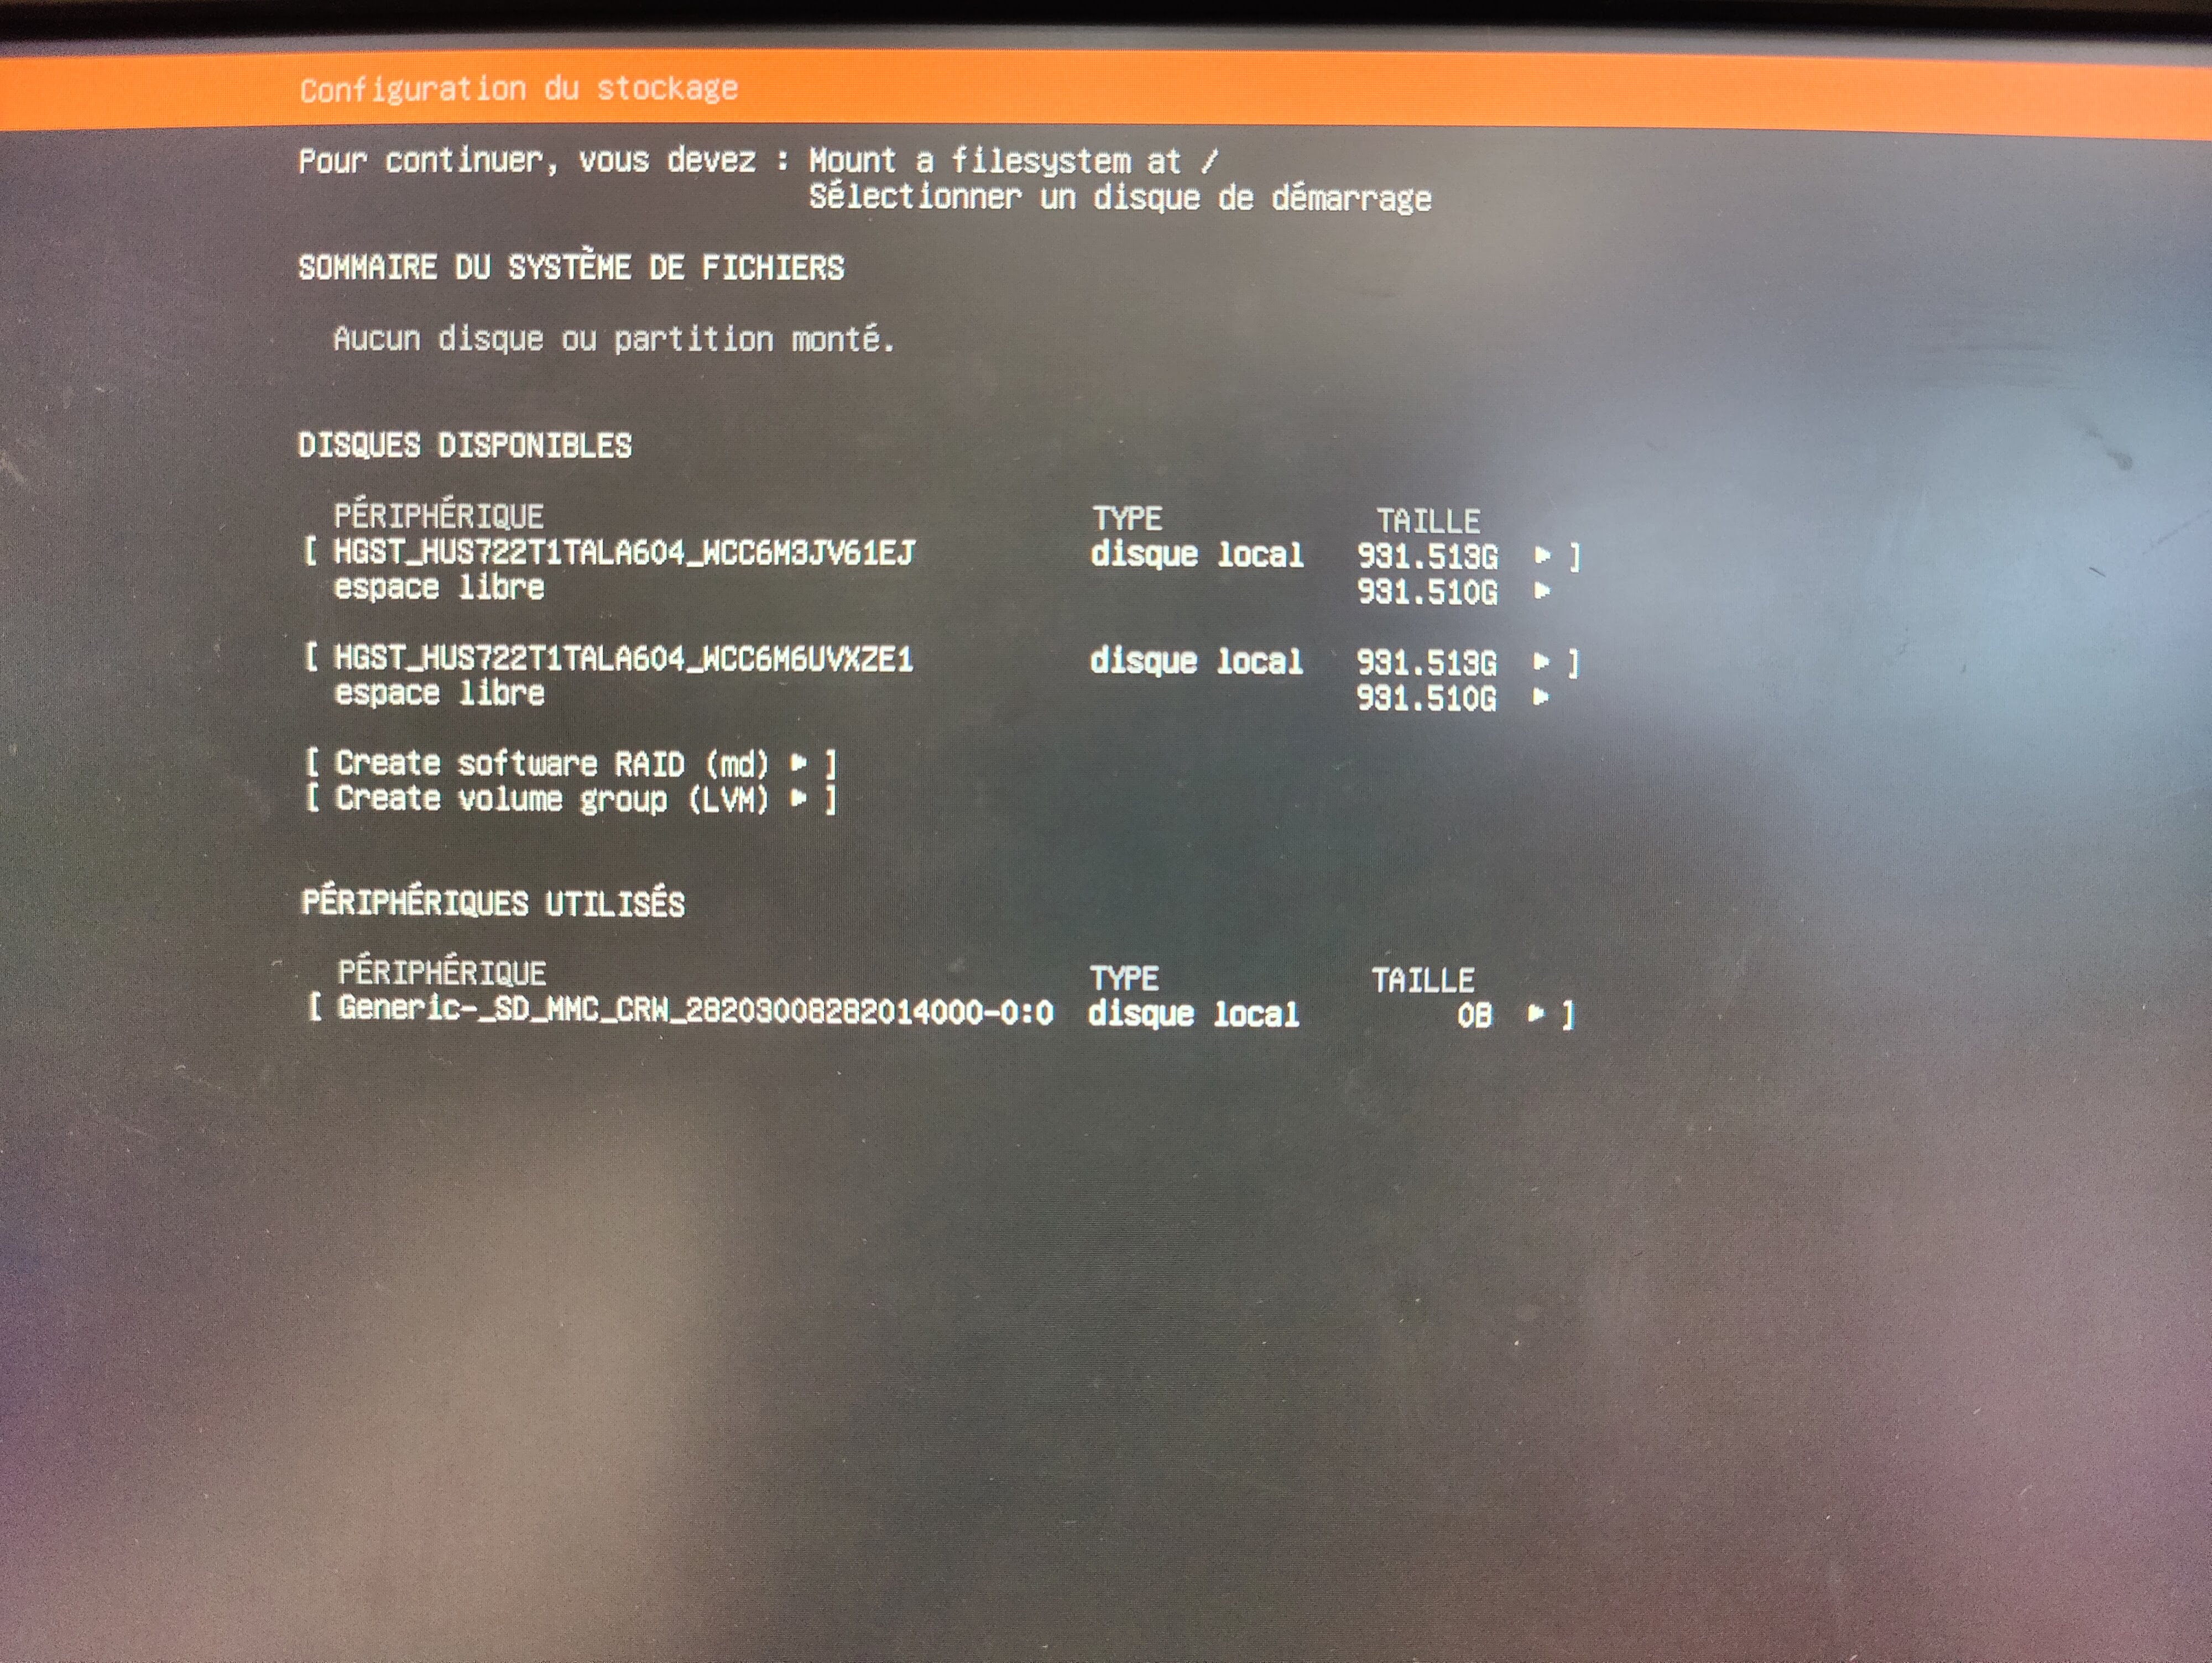 Configuration du stockage
Pour continuer, vous devez : Mount a filesystem at /
Sélectionner un disque de démarrage
SOMMAIRE DU SYSTÈME DE FICHIERS
Aucun disque ou partition monté.
DISQUES DISPONIBLES
PÉRIPHÉRIQUE TYPE TAILLE
[ HGST_HUS722T1TALA604_WCC6M3JV61EJ disque local 931.513G ▸ ]
espace libre 931.510G ▸
[ HGST_HUS722T1TALA604_WCC6M6UVXZE1 disque local 931.513G ▸ ]
espace libre 931.510G ▸
[ Create software RAID (md) ▸ ]
[ Create volume group (LVM) ▸ ]
PÉRIPHÉRIQUES UTILISÉS
PÉRIPHÉRIQUE TYPE TAILLE
[ Generic-_SD_MMC_CRW_28203008282014000-0:0 disque local 0B ▸ ]